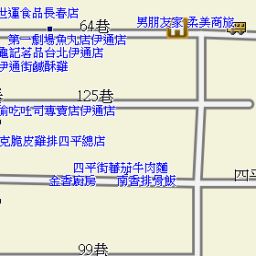 世運食品長春店
64巷
男朋友家 柔美商旅
第一劇場魚丸店伊通店
龜記茗品台北伊通店
伊通街鹹酥雞
125巷
偷吃吐司專賣店伊通店
克脆皮雞排四平總店
四平街蕃茄牛肉麵
金香廚房
蘭香排骨飯
四平
99巷